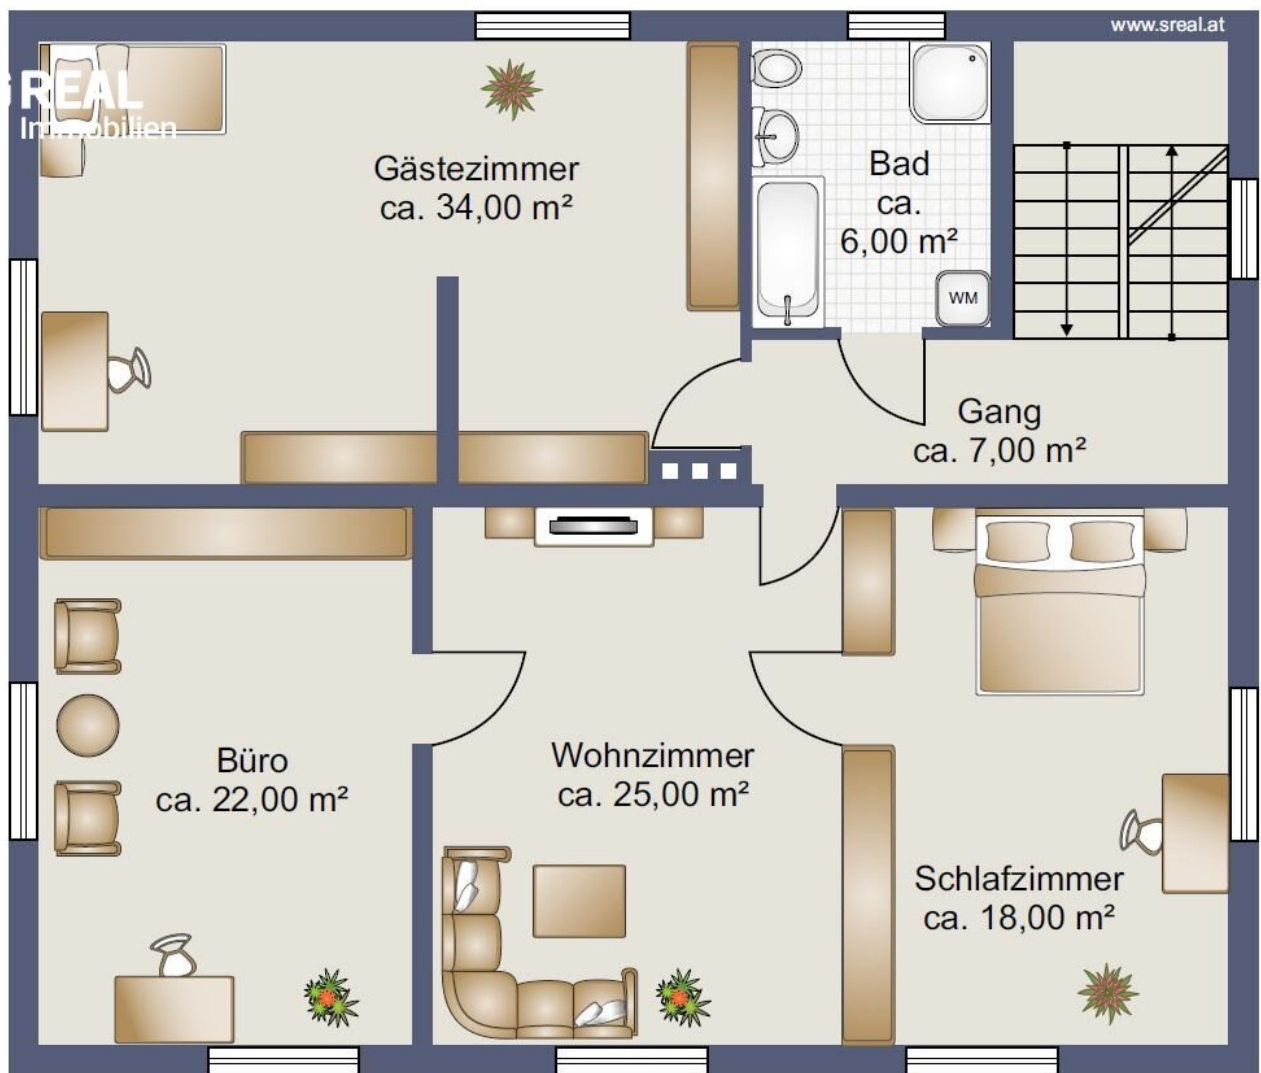 www.sreal.at
REAL
Immobilien
Gästezimmer
ca. 34,00 m²
Bad
ca.
6,00 m²
WM
Gang
ca. 7,00 m²
Büro
ca. 22,00 m²
Wohnzimmer
ca. 25,00 m²
Schlafzimmer
ca. 18,00 m²